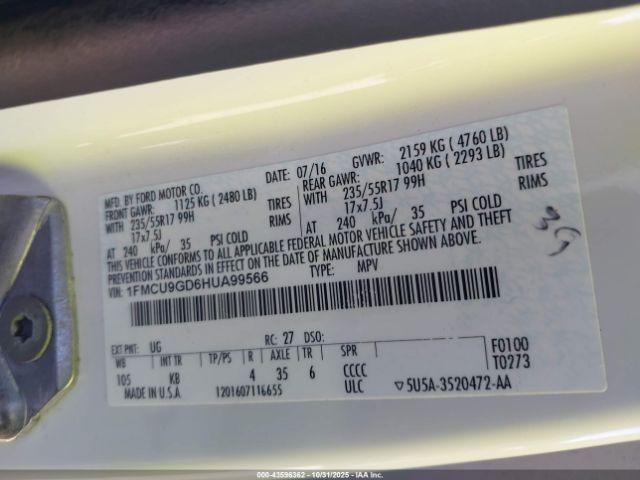 MFD. BY FORD MOTOR CO.
DATE: 07/16 GVWR: 2159 KG ( 4760 LB)
FRONT GAWR: 1125 KG ( 2480 LB) REAR GAWR: 1040 KG ( 2293 LB)
WITH 235/55R17 99H TIRES WITH 235/55R17 99H TIRES
17x7.5J RIMS 17x7.5J RIMS
AT 240 kPa/ 35 PSI COLD AT 240 kPa/ 35 PSI COLD
THIS VEHICLE CONFORMS TO ALL APPLICABLE FEDERAL MOTOR VEHICLE SAFETY AND THEFT
PREVENTION STANDARDS IN EFFECT ON THE DATE OF MANUFACTURE SHOWN ABOVE.
VIN: 1FMCU9GD6HUA99566 TYPE: MPV
EXT PNT: UG RC: 27 DSO:
WB INT TR TP/PS R AXLE TR SPR F0100
105 KB 4 35 6 CCCC T0273
MADE IN U.S.A. 1201607116655 ULC ▽5U5A-3520472-AA
000-43596362 - 10/31/2025 - IAA Inc.